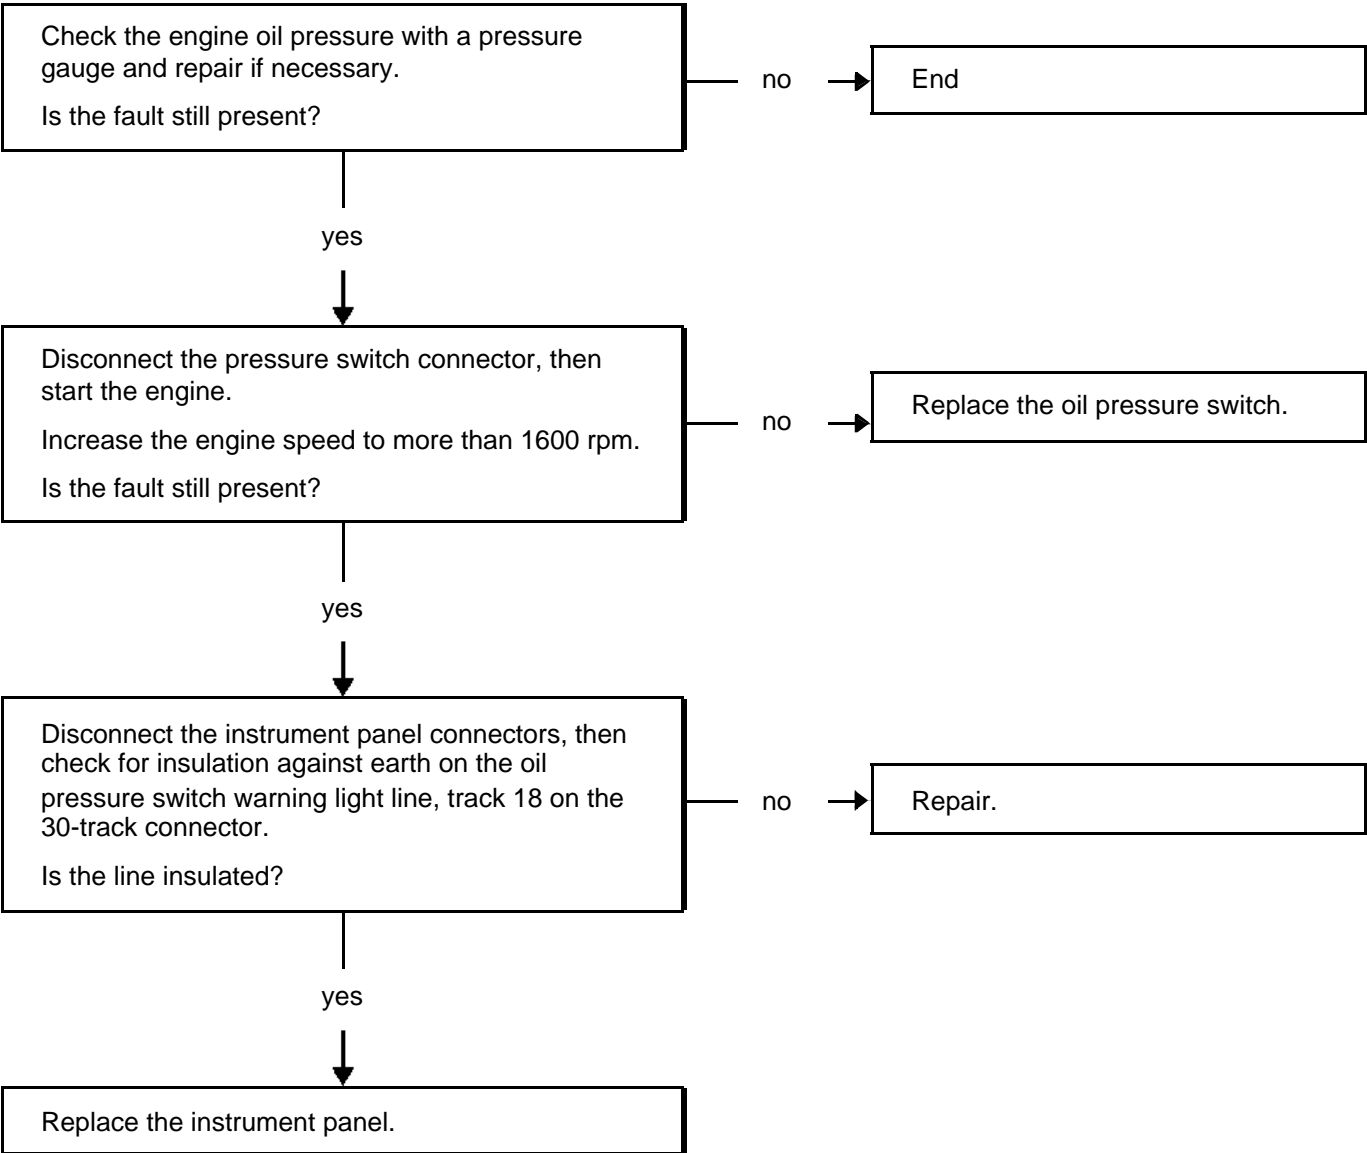 Check the engine oil pressure with a pressure
gauge and repair if necessary.
Is the fault still present?
no
End
yes
Disconnect the pressure switch connector, then
start the engine.
Increase the engine speed to more than 1600 rpm.
Is the fault still present?
no
Replace the oil pressure switch.
yes
Disconnect the instrument panel connectors, then
check for insulation against earth on the oil
pressure switch warning light line, track 18 on the
30-track connector.
Is the line insulated?
no
Repair.
yes
Replace the instrument panel.